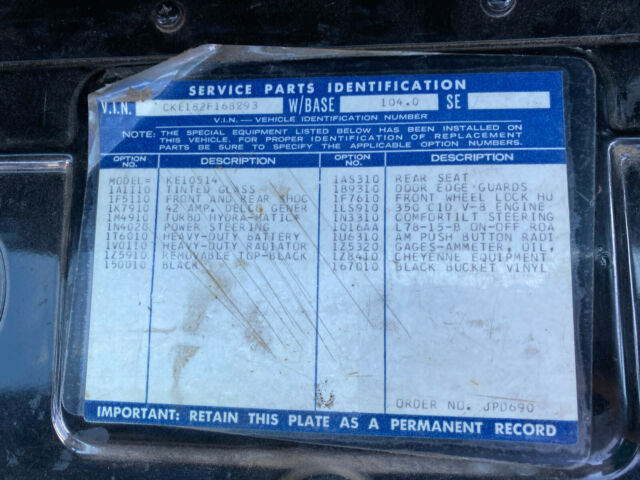 SERVICE PARTS IDENTIFICATION
V.I.N. CKE182F168293 W/BASE 104.0 SE
V.I.N. — VEHICLE IDENTIFICATION NUMBER
NOTE: THE SPECIAL EQUIPMENT LISTED BELOW HAS BEEN INSTALLED ON THIS VEHICLE. FOR PROPER IDENTIFICATION OF REPLACEMENT PARTS BE SURE TO SPECIFY THE APPLICABLE OPTION NUMBER.
OPTION NO. DESCRIPTION
MODEL= KE10514
1A1110 TINTED GLASS
1F5110 FRONT AND REAR SHOC
1K7910 42 AMP. DELCO GENER
1M4910 TURBO HYDRA-MATIC
1N4028 POWER STEERING
1T6010 HEAVY-DUTY BATTERY
1V0110 HEAVY-DUTY RADIATOR
1Z5910 REMOVABLE TOP-BLACK
150010 BLACK
OPTION NO. DESCRIPTION
1AS310 REAR SEAT
1B9310 DOOR EDGE GUARDS
1F7610 FRONT WHEEL LOCK HU
1LS910 350 CID V-8 ENGINE
1N3310 COMFORTILT STEERING
1Q16AA L78-15-B ON-OFF ROA
1U6310 AM PUSH BUTTON RADI
1Z5320 GAGES-AMMETER, OIL,
1Z8410 CHEYENNE EQUIPMENT
167010 BLACK BUCKET VINYL
ORDER NO. JPD690
IMPORTANT: RETAIN THIS PLATE AS A PERMANENT RECORD